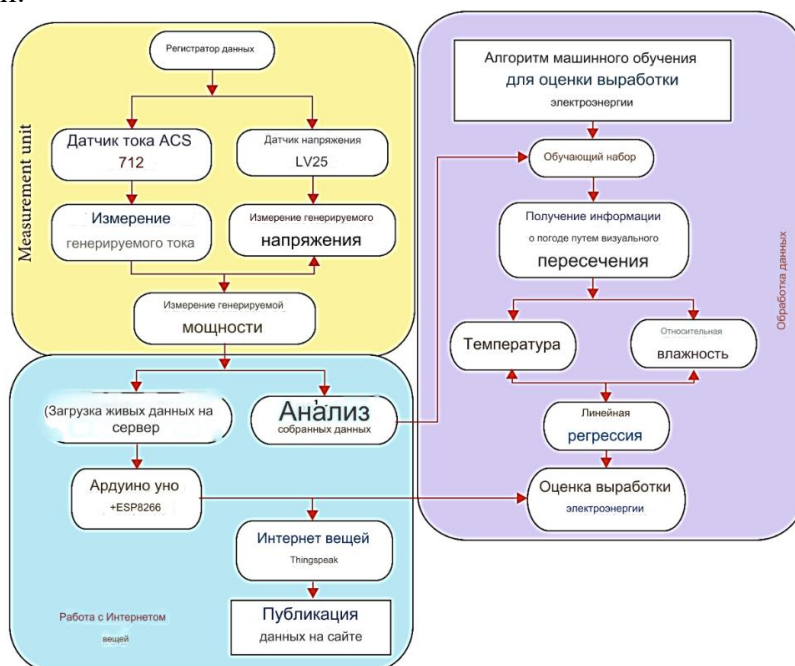 Measurement unit
Регистратор данных
Датчик тока ACS
712
Датчик напряжения
LV25
Измерение
генерируемого тока
Измерение генерируемого
напряжения
Измерение генерируемой
мощности
(Загрузка живых данных на
сервер
Анализ
собранных данных
Ардуино уно
+ESP8266
Интернет вещей
Thingspeak
Публикация
данных на сайте
Работа с Интернетом
вещей
Алгоритм машинного обучения
для оценки выработки
электроэнергии
Обучающий набор
Получение информации
о погоде путем визуального
пересечения
Температура
Относительная
влажность
Линейная
регрессия
Оценка выработки
электроэнергии
Обработка данных